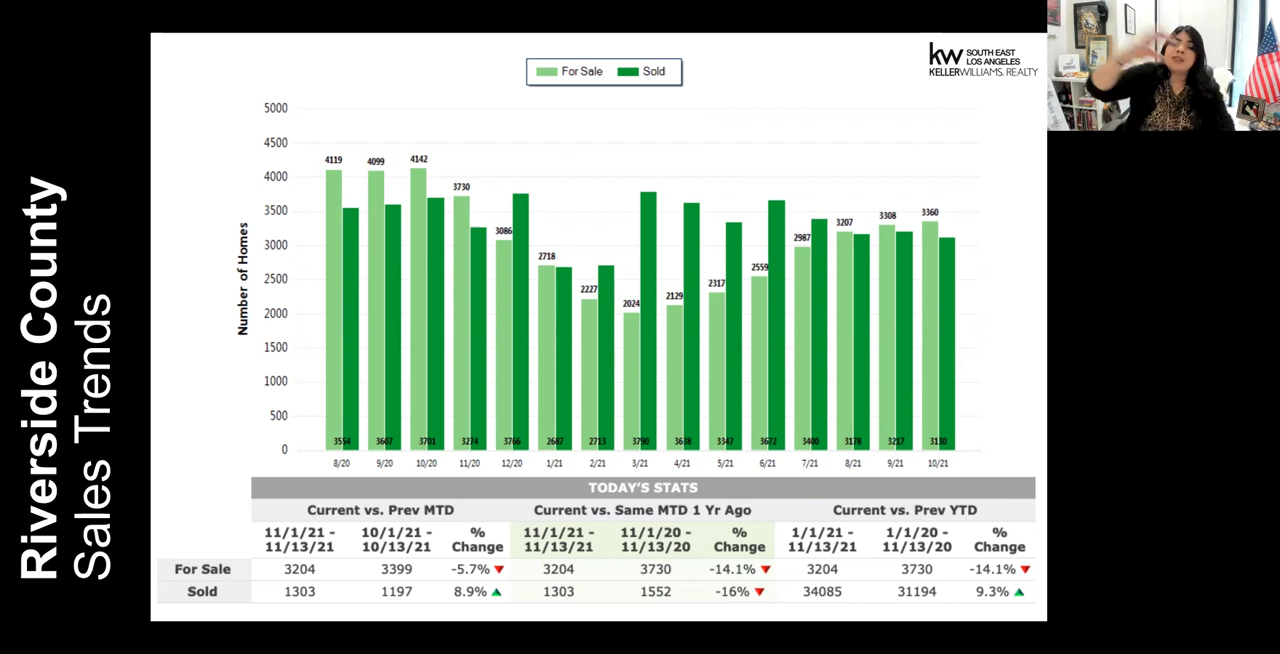 Riverside County
Sales Trends
kw SOUTH EAST
LOS ANGELES
KELLERWILLIAMS. REALTY
For Sale Sold
Number of Homes
5000
4500
4000
3500
3000
2500
2000
1500
1000
500
0
4119 4099 4142 3730 3086 2718 2227 2024 2129 2317 2559 2987 3207 3308 3360
3554 3607 3701 3274 3766 2687 2713 3790 3638 3347 3672 3400 3178 3217 3130
8/20 9/20 10/20 11/20 12/20 1/21 2/21 3/21 4/21 5/21 6/21 7/21 8/21 9/21 10/21
TODAY'S STATS
Current vs. Prev MTD Current vs. Same MTD 1 Yr Ago Current vs. Prev YTD
11/1/21 - 10/1/21 - % 11/1/21 - 11/1/20 - % 1/1/21 - 1/1/20 - %
11/13/21 10/13/21 Change 11/13/21 11/13/20 Change 11/13/21 11/13/20 Change
For Sale 3204 3399 -5.7% 3204 3730 -14.1% 3204 3730 -14.1%
Sold 1303 1197 8.9% 1303 1552 -16% 34085 31194 9.3%